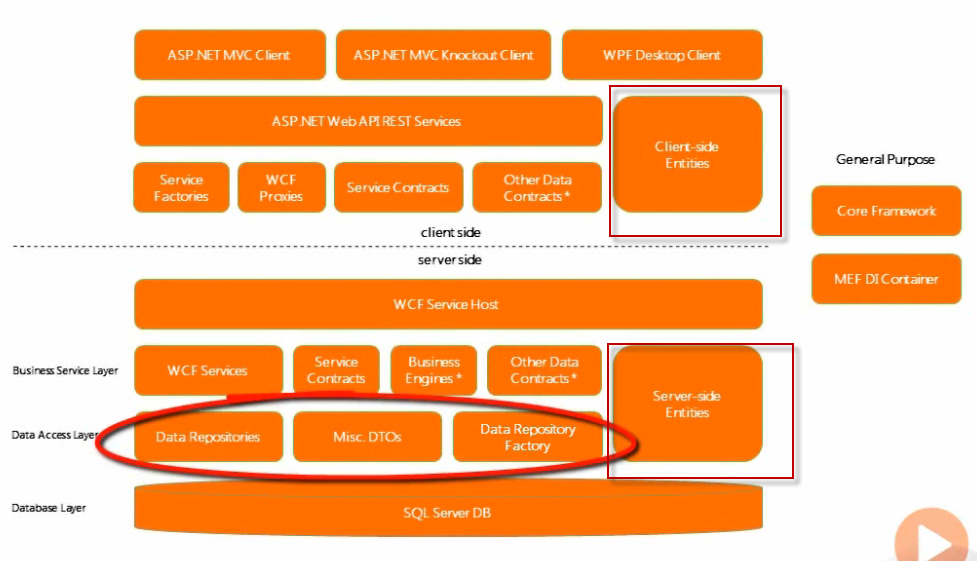 ASP.NET MVC Client
ASP.NET MVC Knockout Client
WPF Desktop Client
ASP.NET Web API REST Services
Client-side
Entities
General Purpose
Service
Factories
WCF
Proxies
Service Contracts
Other Data
Contracts *
Core Framework
client side
server side
MEF DI Container
WCF Service Host
Business Service Layer
WCF Services
Service
Contracts
Business
Engines *
Other Data
Contracts *
Server-side
Entities
Data Access Layer
Data Repositories
Misc. DTOs
Data Repository
Factory
Database Layer
SQL Server DB